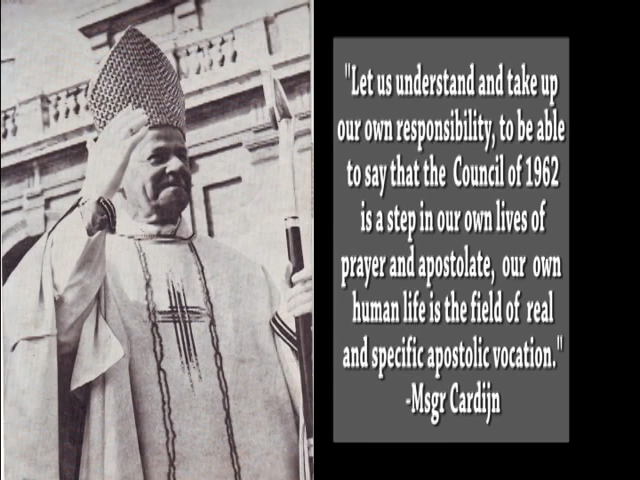 "Let us understand and take up
our own responsibility, to be able
to say that the Council of 1962
is a step in our own lives of
prayer and apostolate, our own
human life is the field of real
and specific apostolic vocation."
-Msgr Cardijn